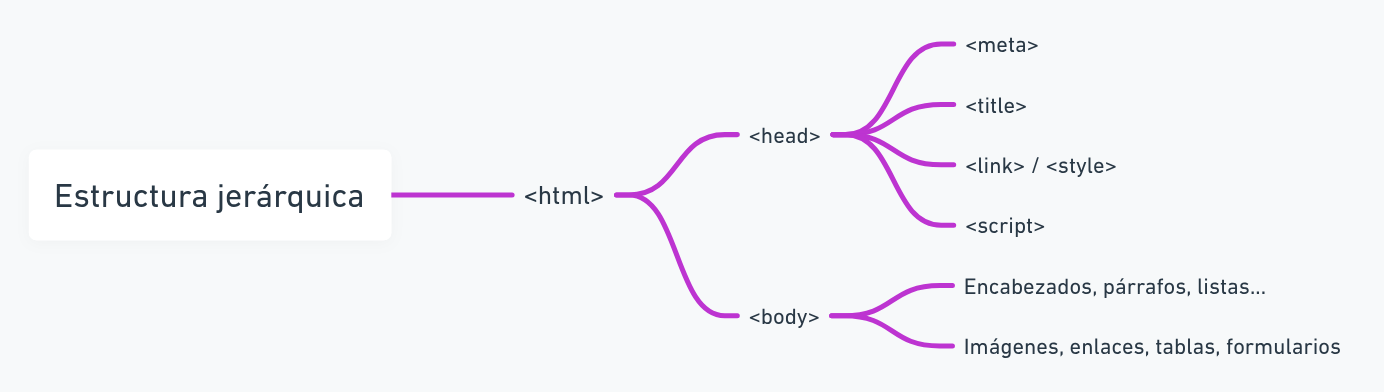 Estructura jerárquica
<html>
<head>
<meta>
<title>
<link> / <style>
<script>
<body>
Encabezados, párrafos, listas...
Imágenes, enlaces, tablas, formularios